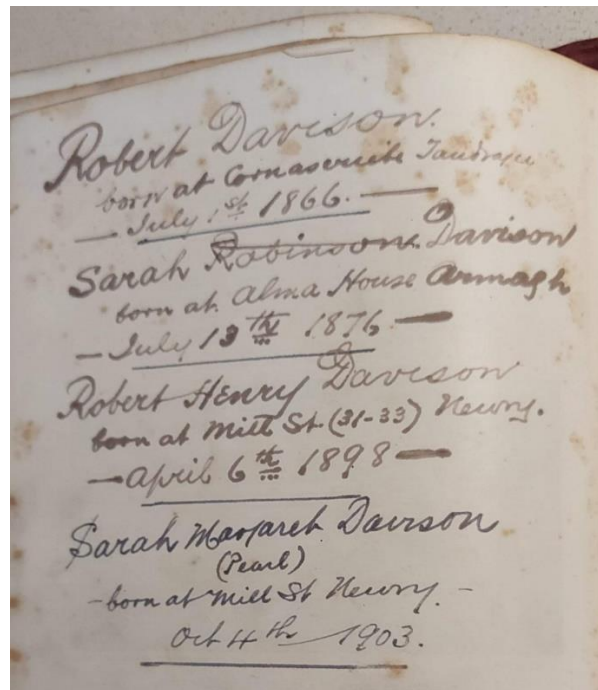 Robert Davison.
born at Cornascriebe Tandragee
— July 1st 1866. —
Sarah Robinson Davison
born at Alma House Armagh
— July 13th 1876. —
Robert Henry Davison
born at Mill St. (31-33) Newry.
— April 6th 1898 —
Sarah Margaret Davison
(Pearl)
- born at Mill St Newry. -
Oct 4th 1903.